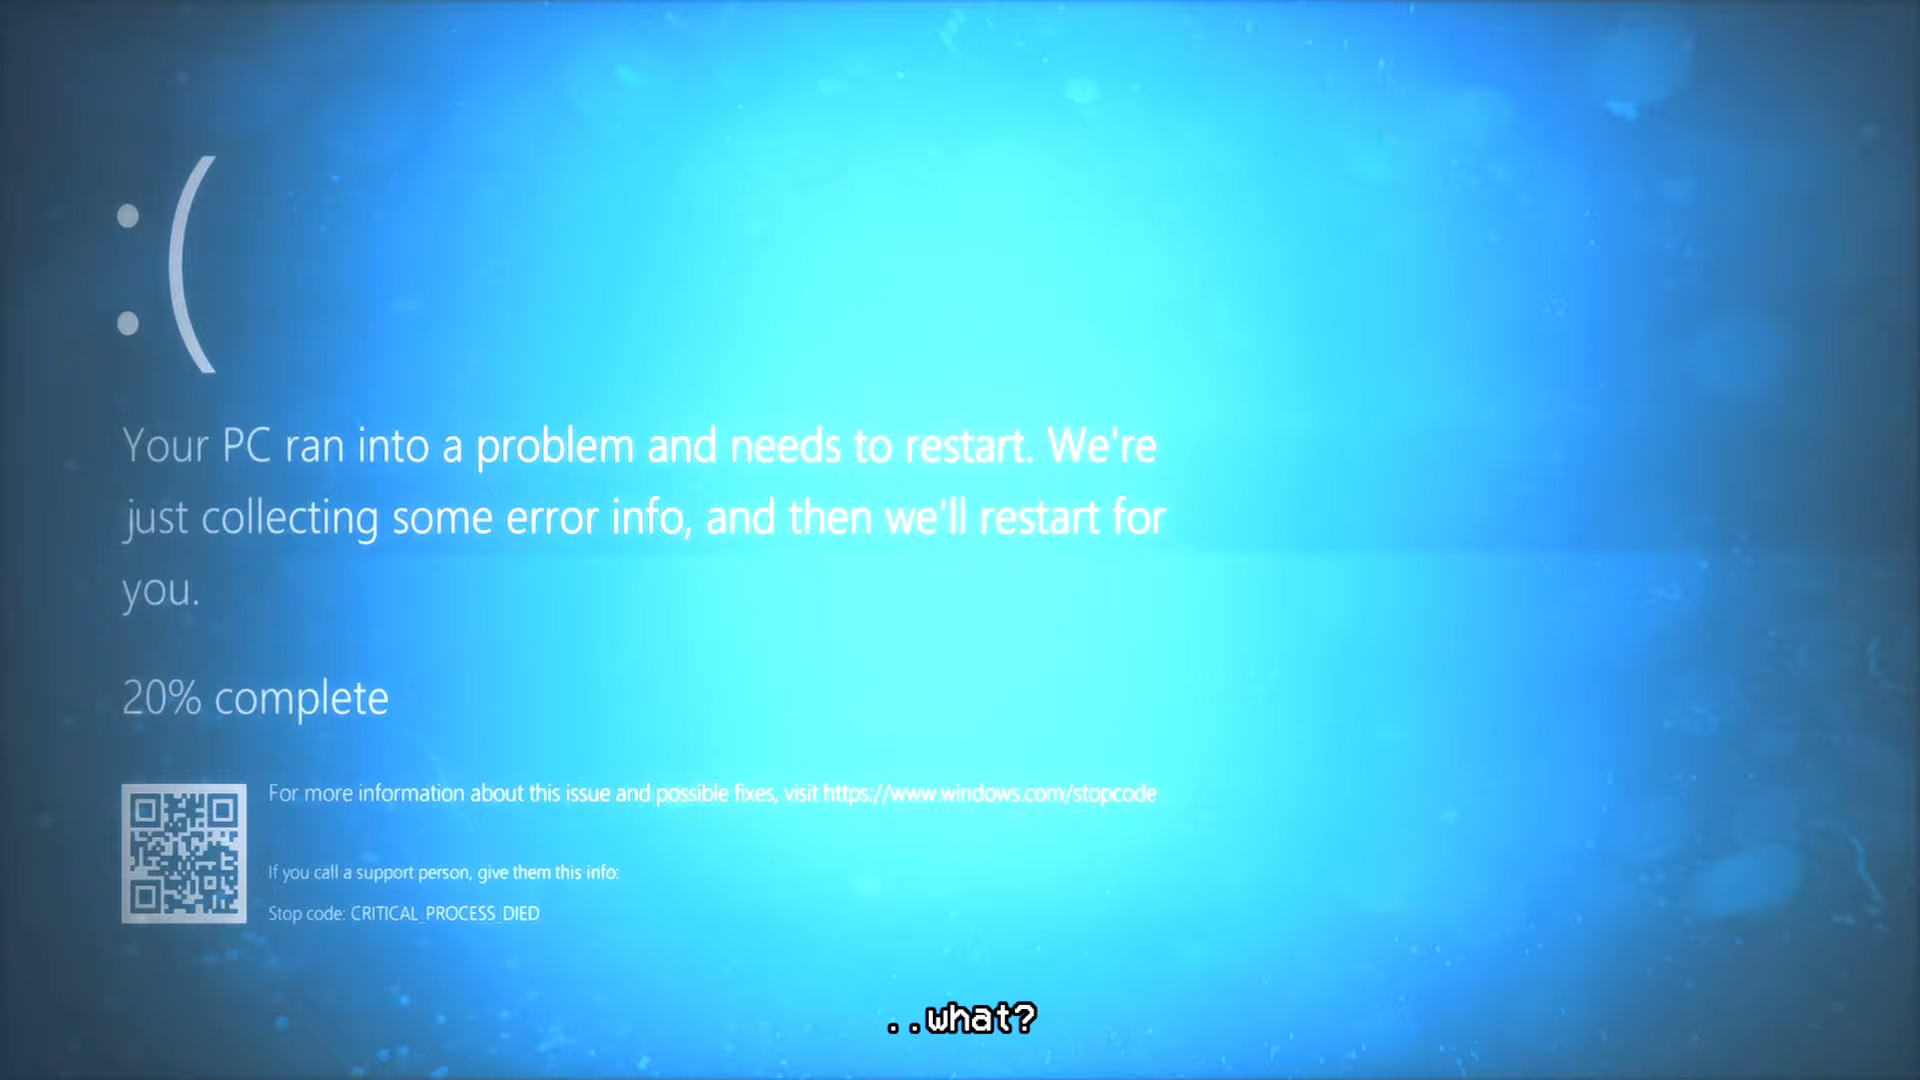 :(
Your PC ran into a problem and needs to restart. We're
just collecting some error info, and then we'll restart for
you.
20% complete
For more information about this issue and possible fixes, visit https://www.windows.com/stopcode
If you call a support person, give them this info:
Stop code: CRITICAL_PROCESS_DIED
..what?